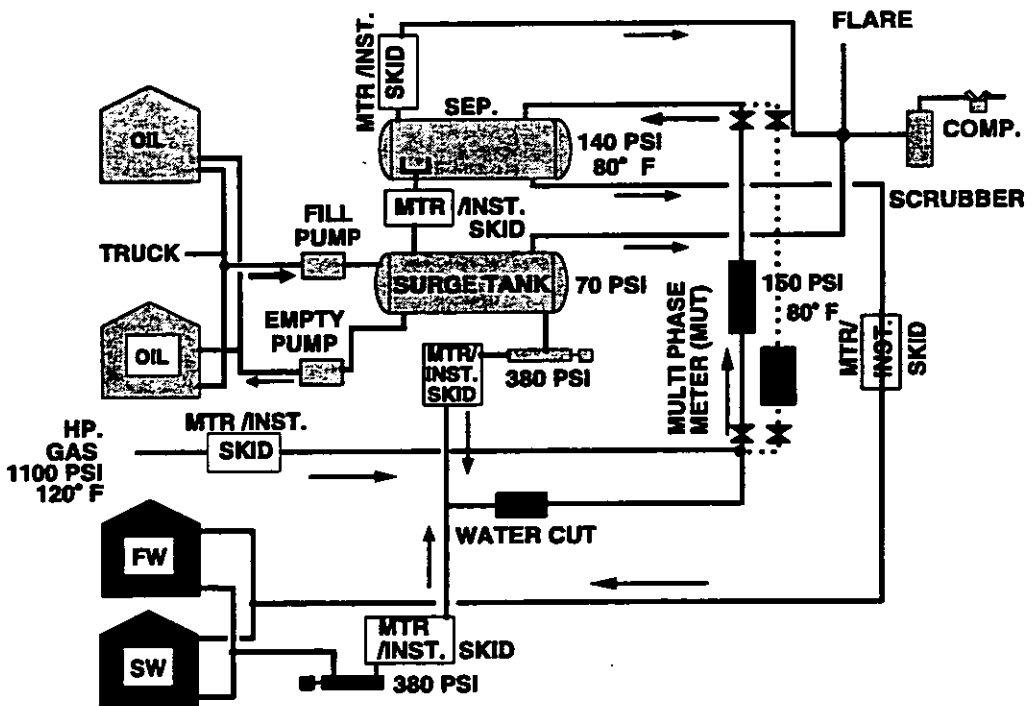 FLARE
MTR/INST.
SKID
SEP.
OIL
140 PSI
80° F
COMP.
SCRUBBER
MTR /INST.
SKID
FILL
PUMP
TRUCK
SURGE TANK
70 PSI
150 PSI
80° F
MULTI PHASE
METER (MUT)
EMPTY
PUMP
OIL
MTR/
INST.
SKID
380 PSI
MTR/
INST.
SKID
MTR /INST.
SKID
HP.
GAS
1100 PSI
120° F
WATER CUT
FW
SW
MTR
/INST. SKID
380 PSI